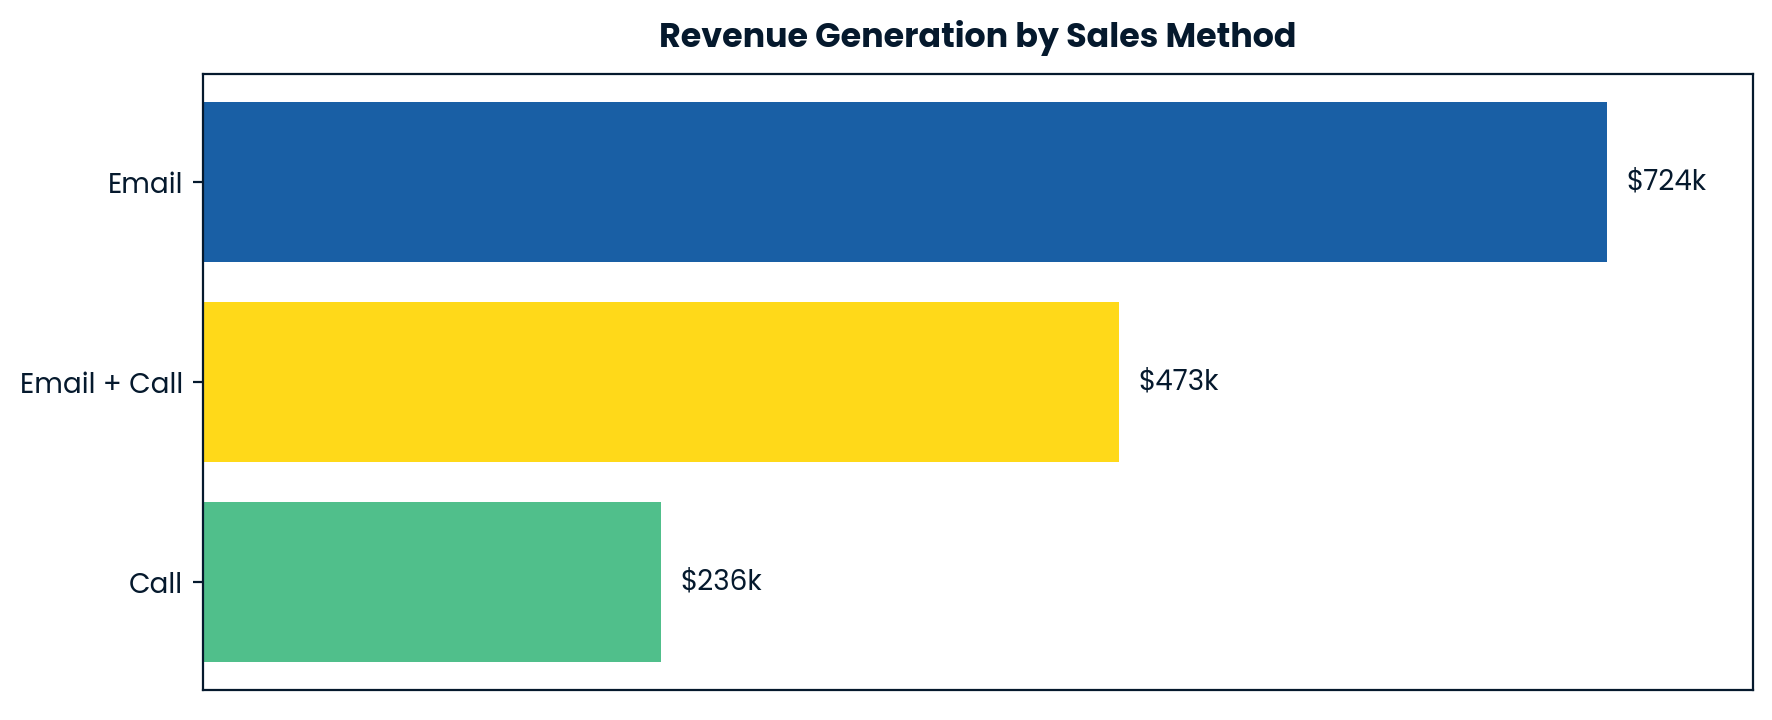 Revenue Generation by Sales Method
Email
$724k
Email + Call
$473k
Call
$236k